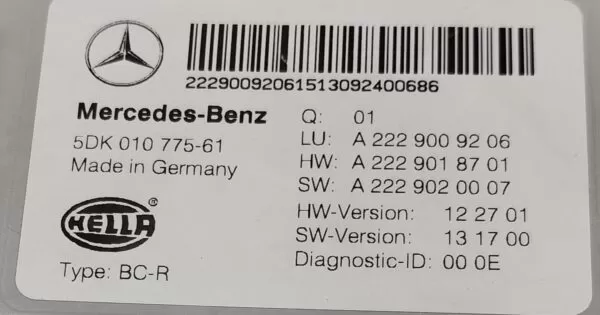 22290092061513092400686
Mercedes-Benz
5DK 010 775-61
Made in Germany
HELLA
Type: BC-R
Q: 01
LU: A 222 900 92 06
HW: A 222 901 87 01
SW: A 222 902 00 07
HW-Version: 12 27 01
SW-Version: 13 17 00
Diagnostic-ID: 00 0E